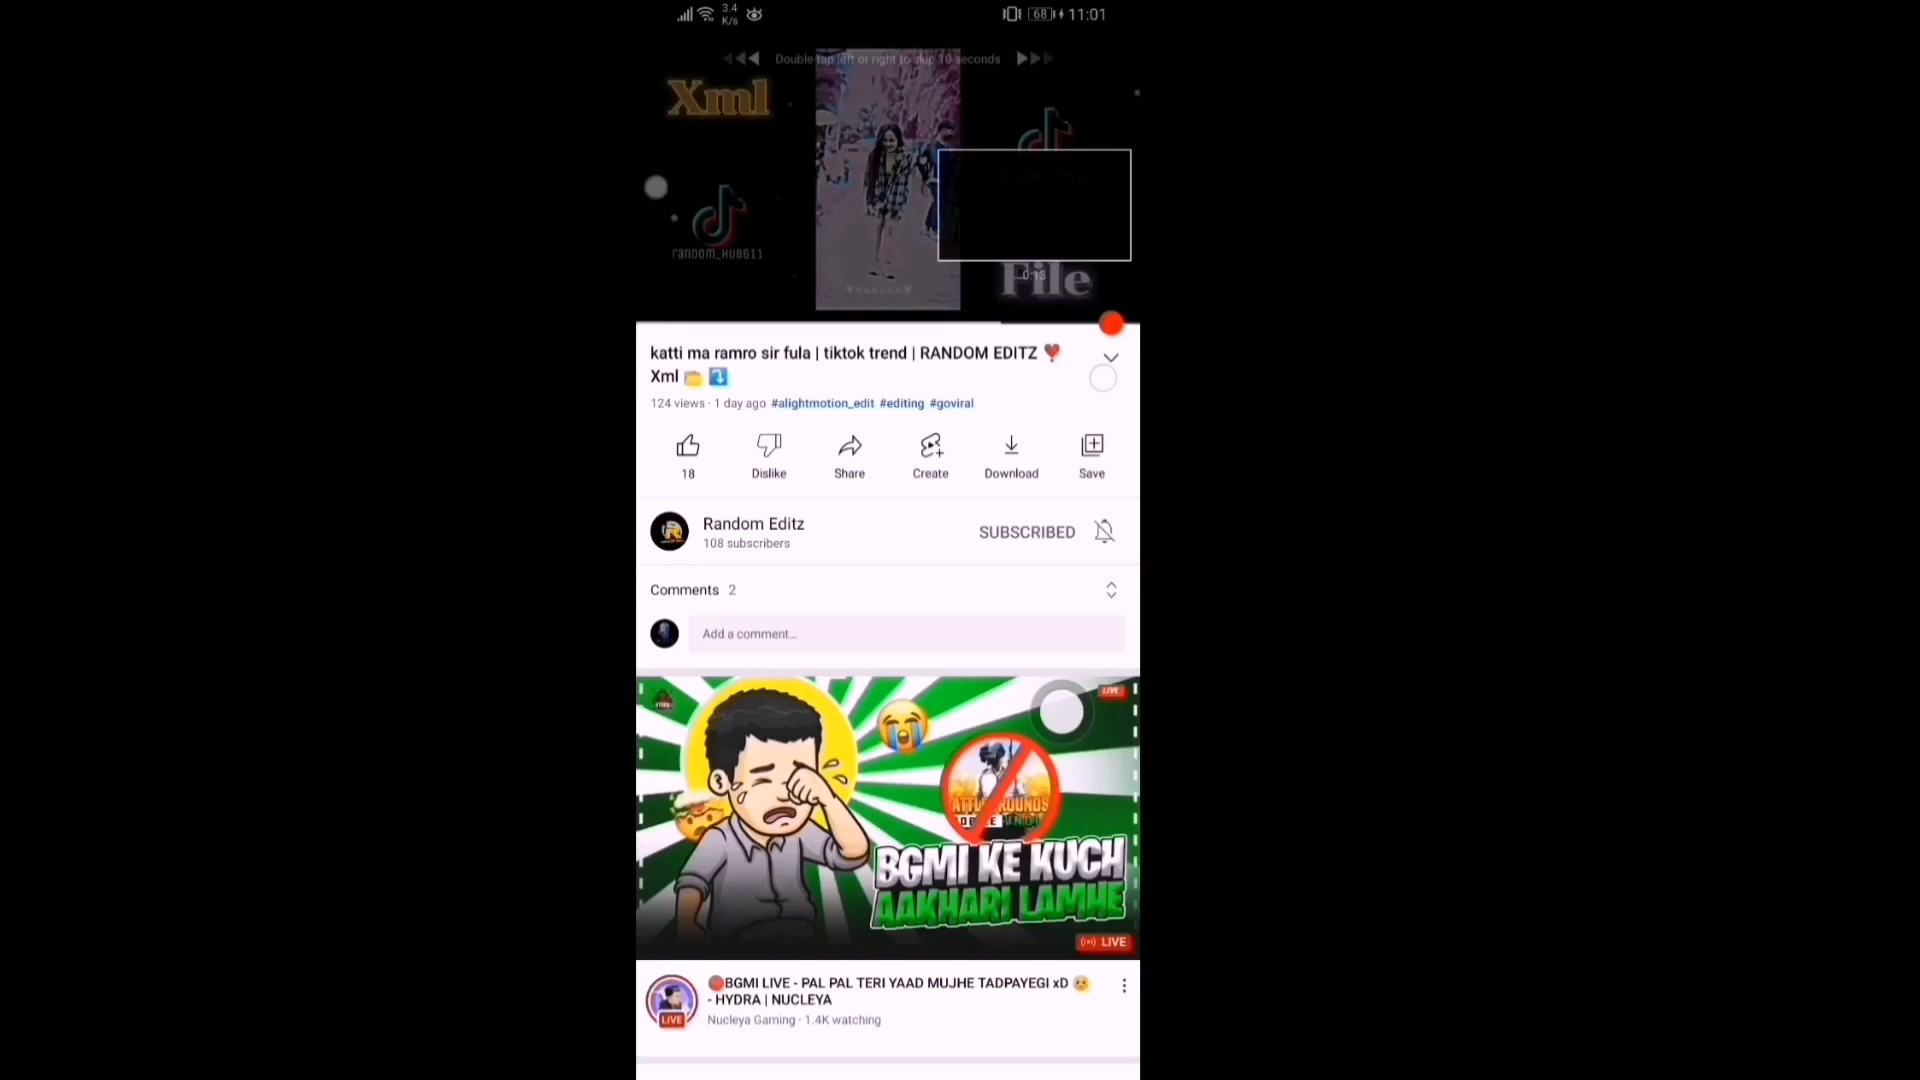 3.4
K/s
68
11:01
Double tap left or right to skip 10 seconds
Xml
RANDOM_HUB611
0:13
File
katti ma ramro sir fula | tiktok trend | RANDOM EDITZ ❣️
Xml 📁 ⤵️
124 views · 1 day ago #alightmotion_edit #editing #goviral
18
Dislike
Share
Create
Download
Save
Random Editz
108 subscribers
SUBSCRIBED
Comments 2
Add a comment...
LIVE
BGMI KE KUCH
AAKHARI LAMHE
LIVE
🔴BGMI LIVE - PAL PAL TERI YAAD MUJHE TADPAYEGI xD 🥺
- HYDRA | NUCLEYA
LIVE
Nucleya Gaming · 1.4K watching